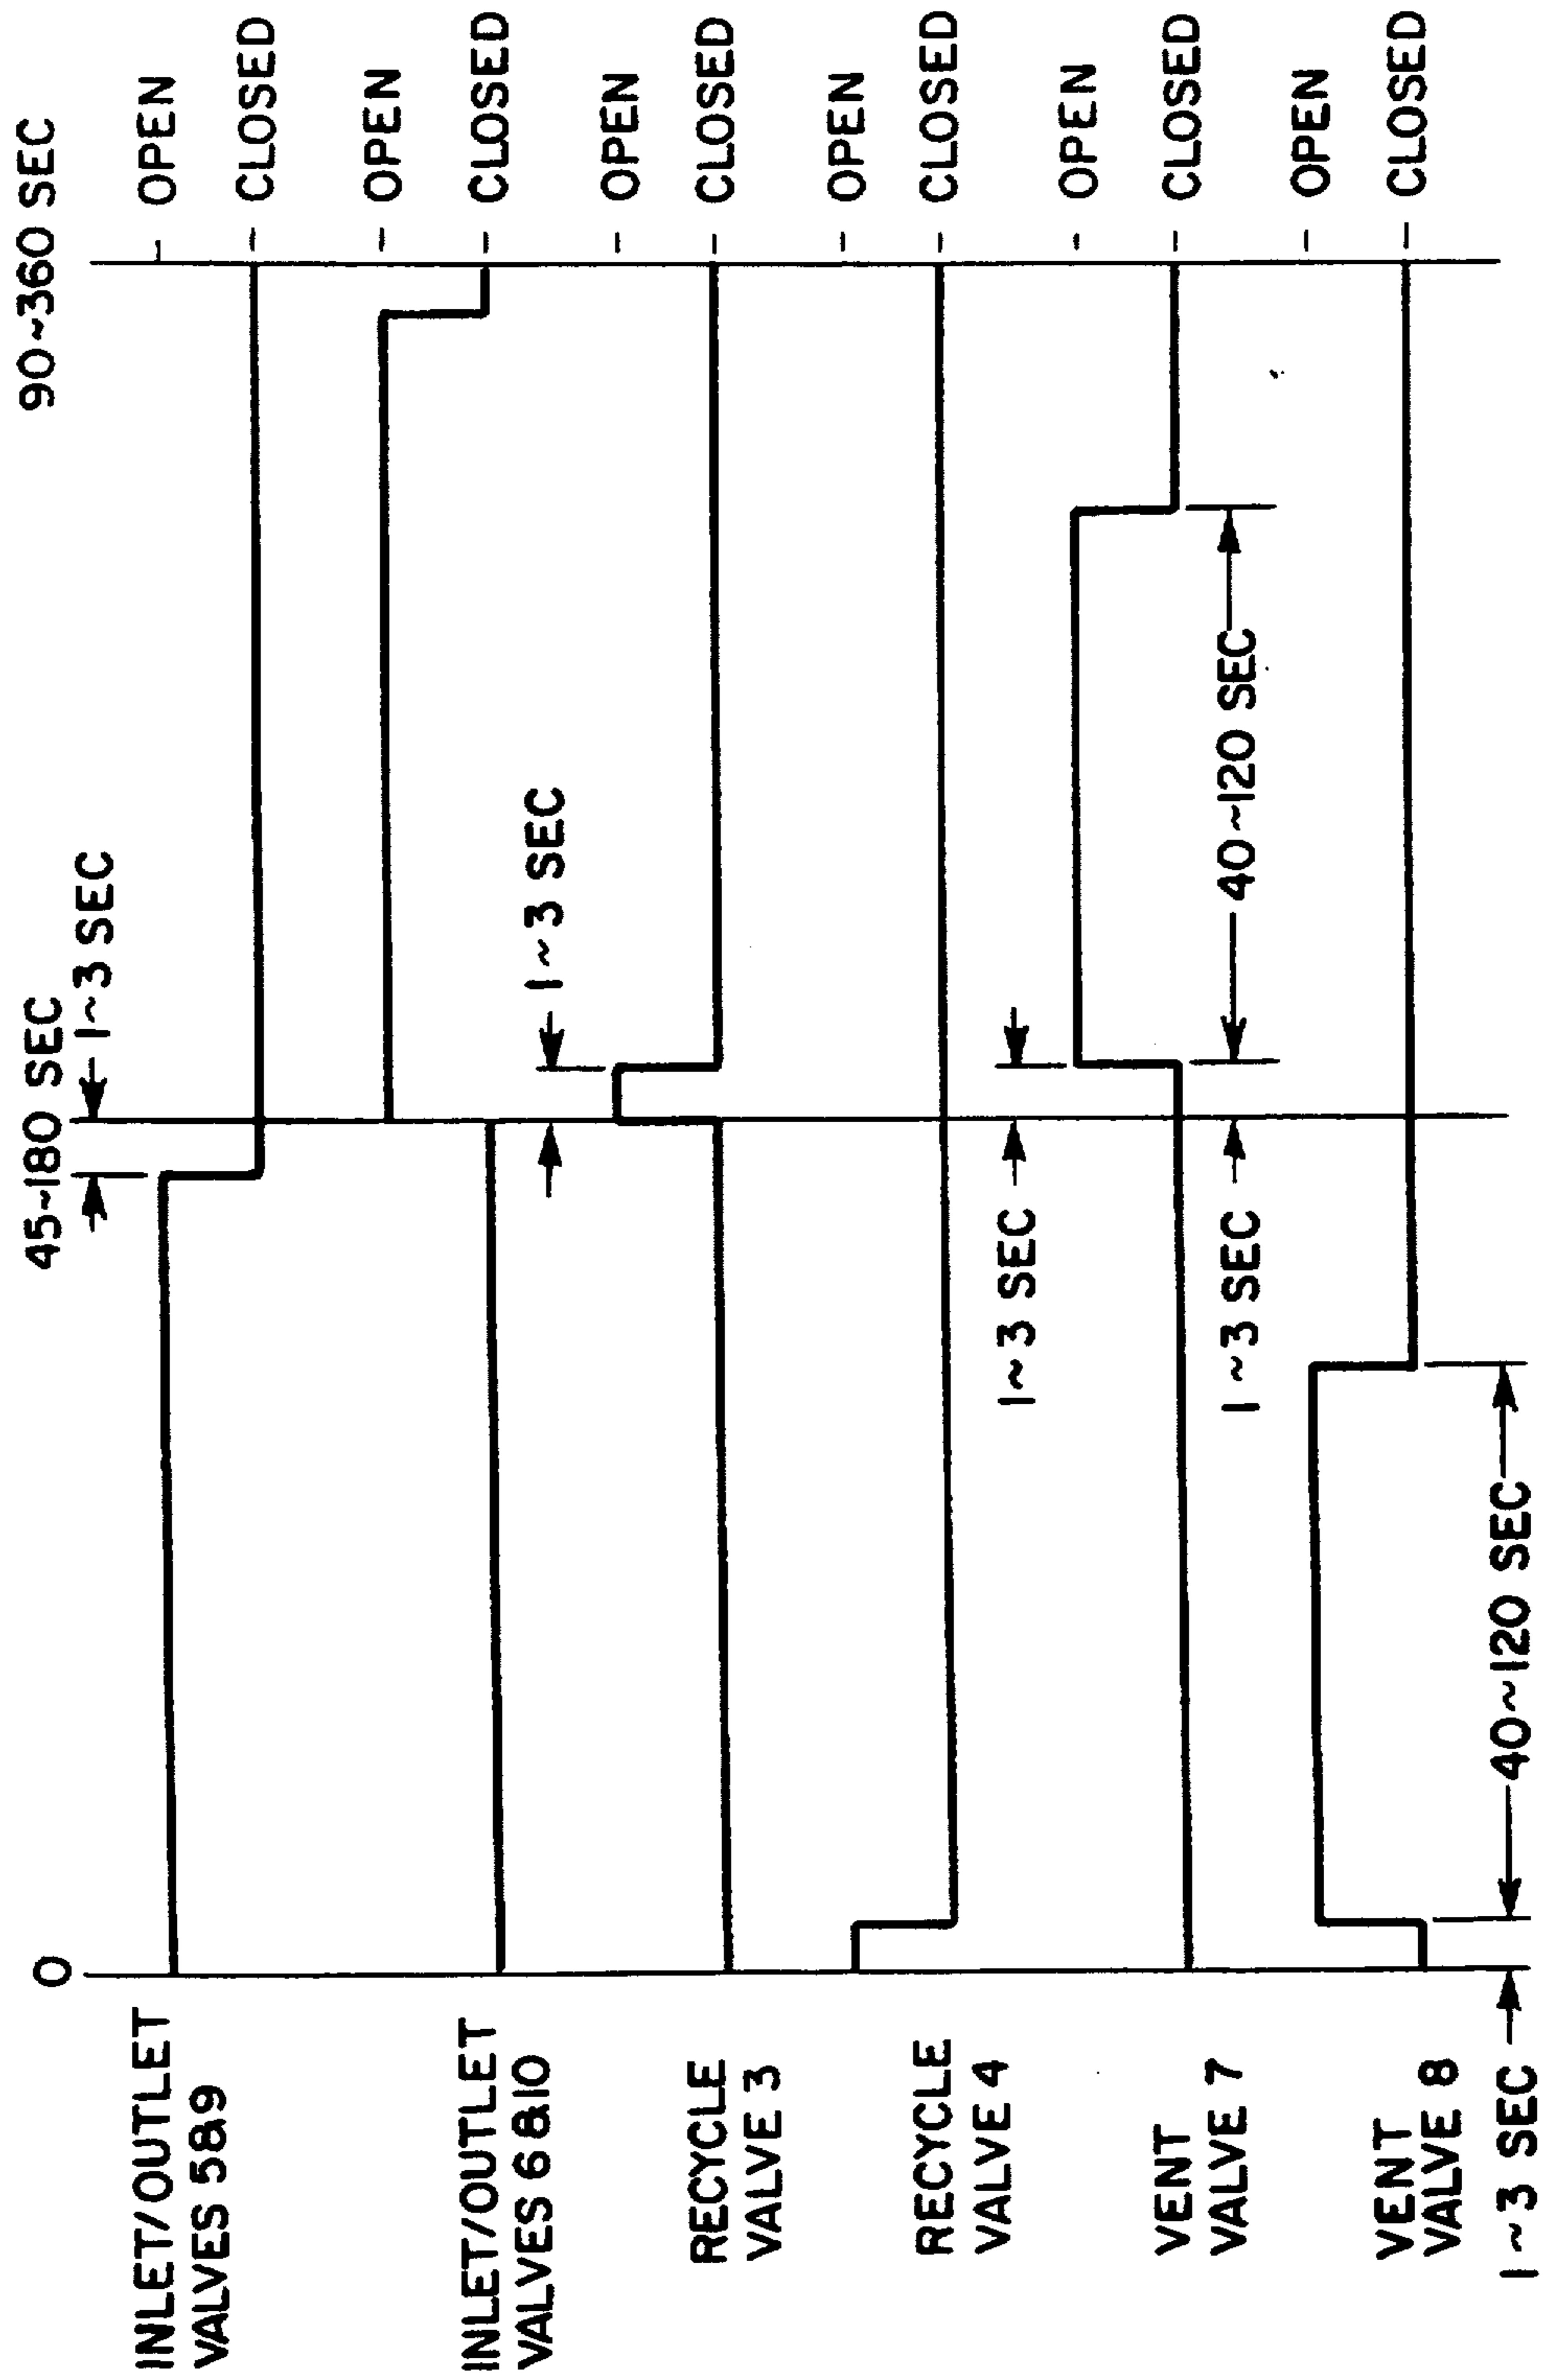 0
45~180 SEC
90~360 SEC
1~3 SEC
INLET/OUTLET
VALVES 5&9
OPEN
CLOSED
INLET/OUTLET
VALVES 6&10
OPEN
CLOSED
1~3 SEC
RECYCLE
VALVE 3
OPEN
CLOSED
RECYCLE
VALVE 4
OPEN
CLOSED
1~3 SEC
VENT
VALVE 7
OPEN
CLOSED
1~3 SEC
40~120 SEC
VENT
VALVE 8
OPEN
CLOSED
1~3 SEC
40~120 SEC